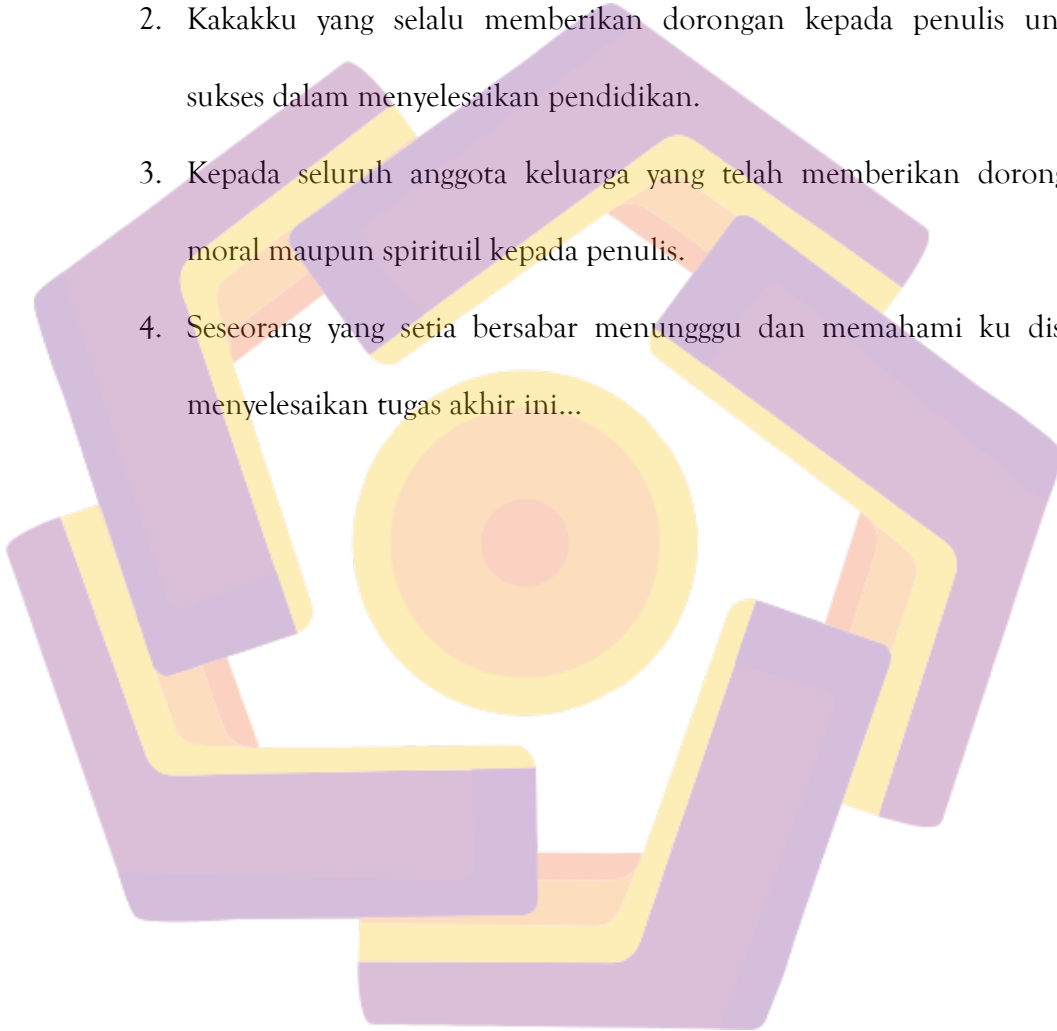 2. Kakakku yang selalu memberikan dorongan kepada penulis un
sukses dalam menyelesaikan pendidikan.
3. Kepada seluruh anggota keluarga yang telah memberikan dorong
moral maupun spirituil kepada penulis.
4. Seseorang yang setia bersabar menungggu dan memahami ku dis
menyelesaikan tugas akhir ini...